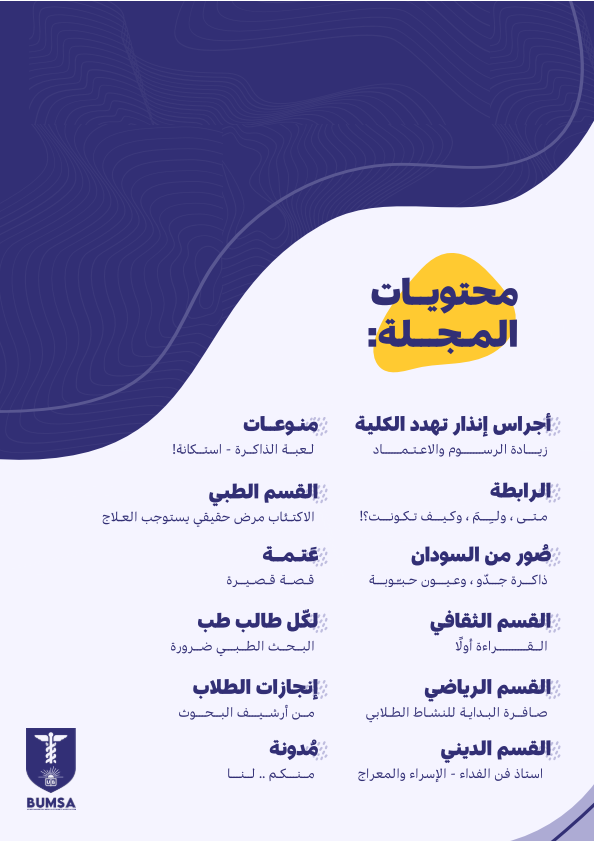 محتويات
المجلة:
أجراس إنذار تهدد الكلية
زيادة الرسوم والاعتماد
الرابطة
متى ، ولِمَ ، وكيف تكونت؟!
صُور من السودان
ذاكرة جدّو ، وعيون حبّوبة
القسم الثقافي
القراءة أولًا
القسم الرياضي
صافرة البداية للنشاط الطلابي
القسم الديني
استاذ فن الفداء - الإسراء والمعراج
منوعات
لعبة الذاكرة - استكانة!
القسم الطبي
الاكتئاب مرض حقيقي يستوجب العلاج
عَتمة
قصة قصيرة
لكّل طالب طب
البحث الطبي ضرورة
إنجازات الطلاب
من أرشيف البحوث
مُدونة
منكم .. لنا
BUMSA